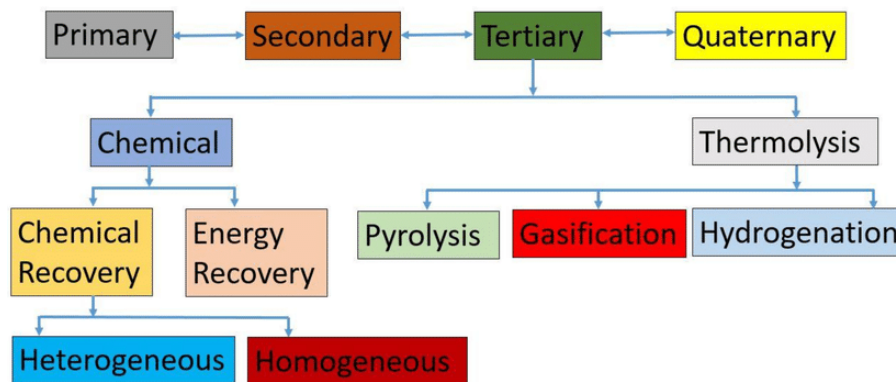 Primary
Secondary
Tertiary
Quaternary
Chemical
Thermolysis
Chemical
Recovery
Energy
Recovery
Pyrolysis
Gasification
Hydrogenation
Heterogeneous
Homogeneous